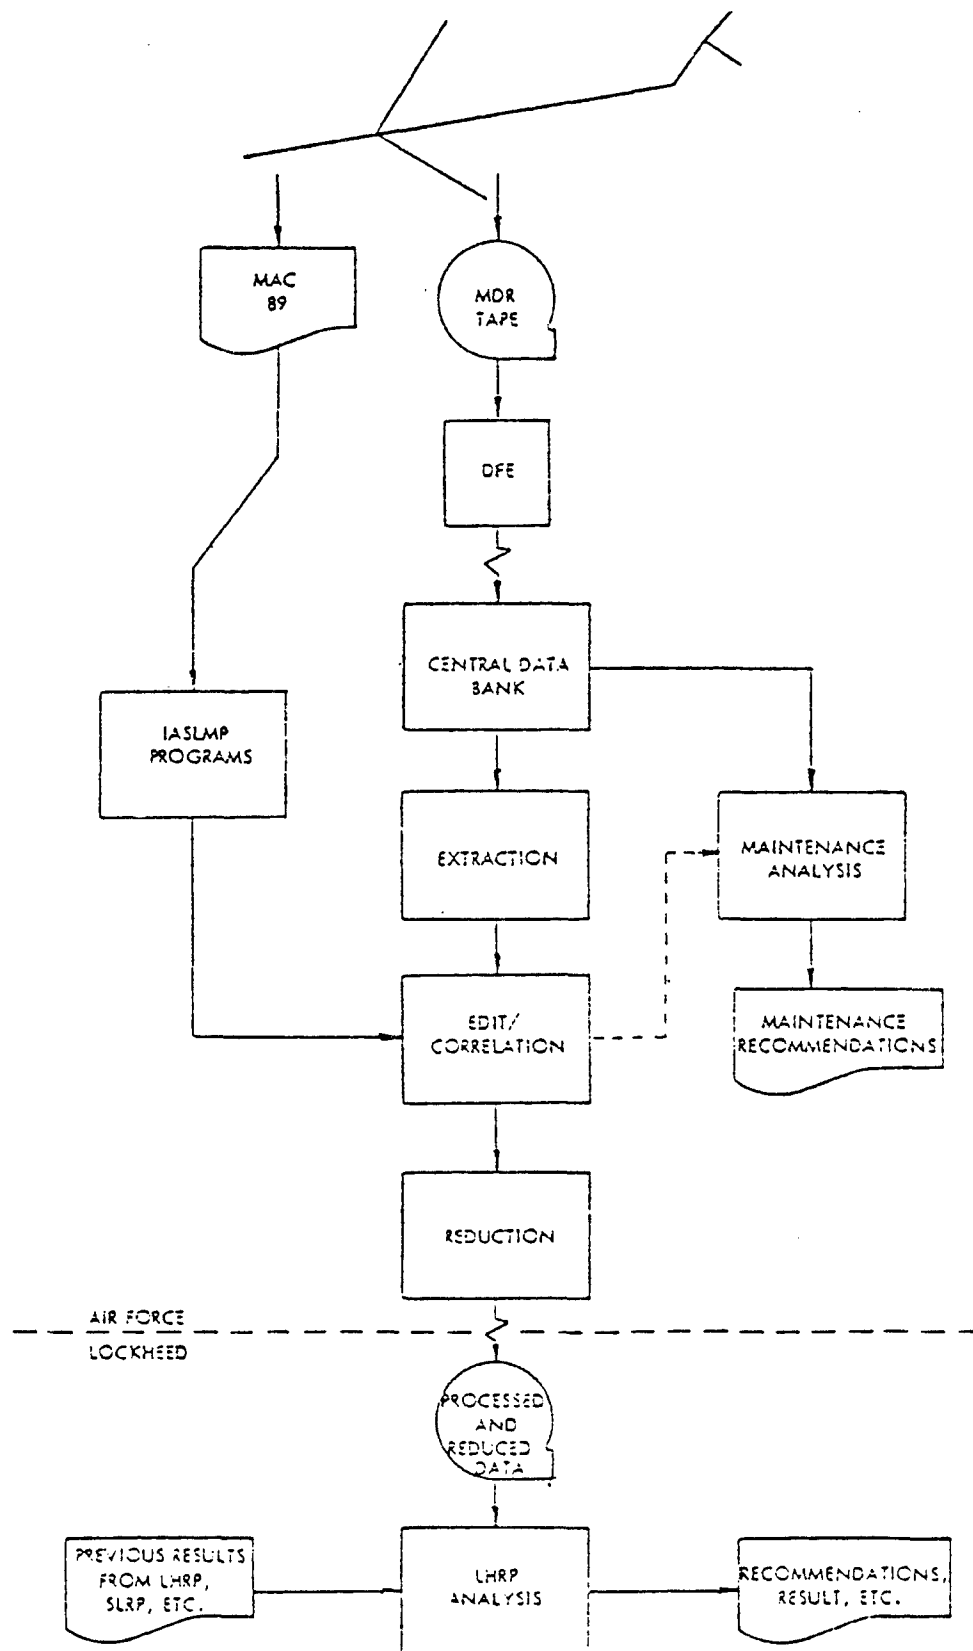 MAC
89
MDR
TAPE
DFE
CENTRAL DATA
BANK
IASLMP
PROGRAMS
EXTRACTION
MAINTENANCE
ANALYSIS
EDIT/
CORRELATION
MAINTENANCE
RECOMMENDATIONS
REDUCTION
AIR FORCE
LOCKHEED
PROCESSED
AND
REDUCED
DATA
PREVIOUS RESULTS
FROM LHRP,
SLRP, ETC.
LHRP
ANALYSIS
RECOMMENDATIONS,
RESULT, ETC.